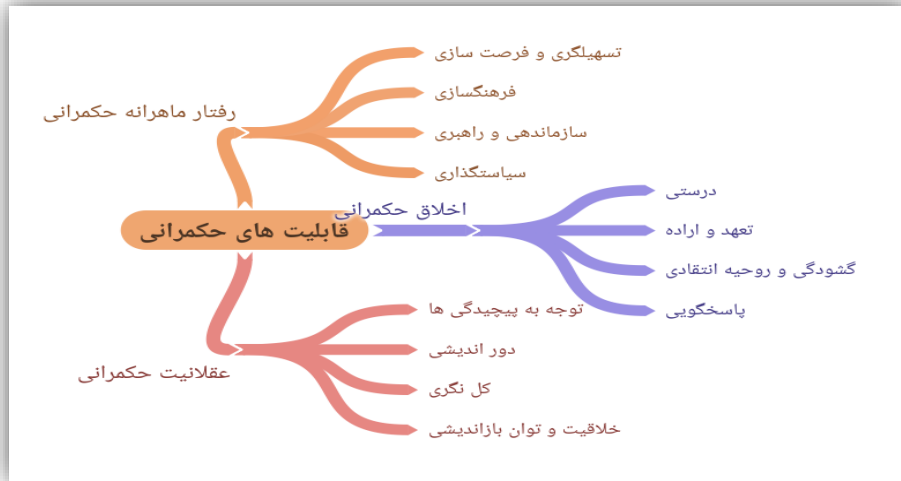 قابلیت های حکمرانی
رفتار ماهرانه حکمرانی
تسهیلگری و فرصت سازی
فرهنگسازی
سازماندهی و راهبری
سیاستگذاری
اخلاق حکمرانی
درستی
تعهد و اراده
گشودگی و روحیه انتقادی
پاسخگویی
عقلانیت حکمرانی
توجه به پیچیدگی ها
دور اندیشی
کل نگری
خلاقیت و توان بازاندیشی